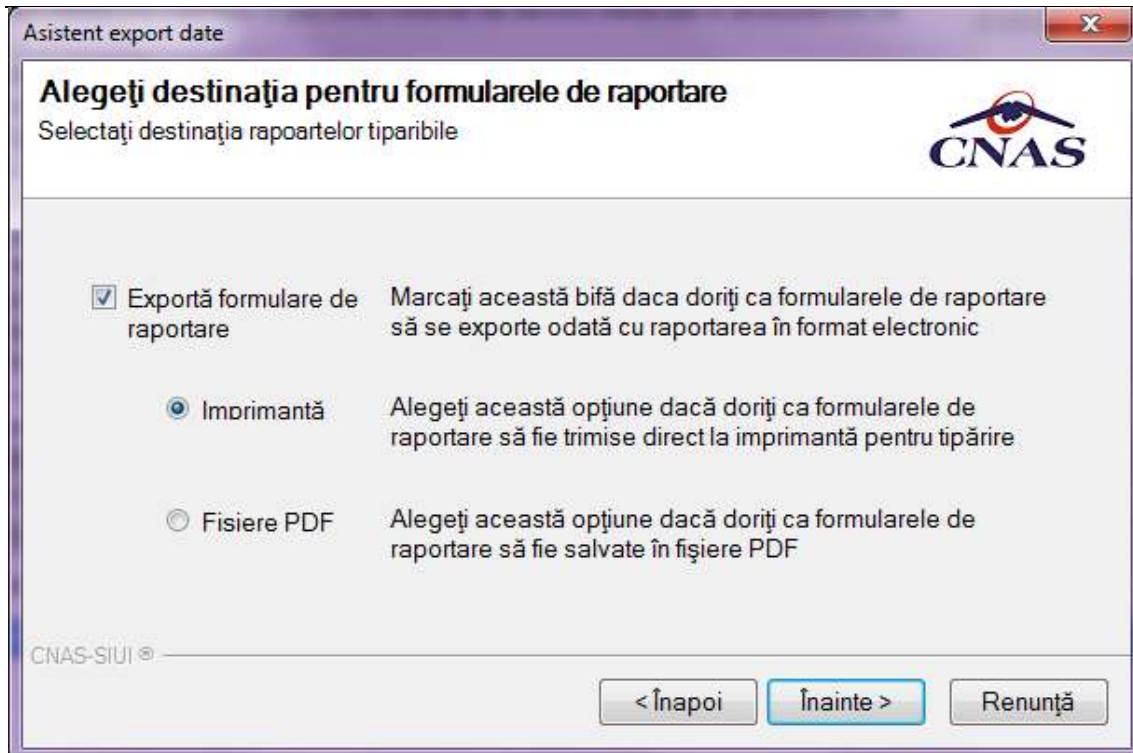 Asistent export date
x
Alegeţi destinaţia pentru formularele de raportare
Selectaţi destinaţia rapoartelor tiparibile
CNAS
Exportă formulare de
raportare
Marcaţi această bifă daca doriţi ca formularele de raportare
să se exporte odată cu raportarea în format electronic
Imprimantă
Alegeţi această opţiune dacă doriţi ca formularele de
raportare să fie trimise direct la imprimantă pentru tipărire
Fisiere PDF
Alegeţi această opţiune dacă doriţi ca formularele de
raportare să fie salvate în fişiere PDF
CNAS-SIUI ®
< Înapoi
Înainte >
Renunţă